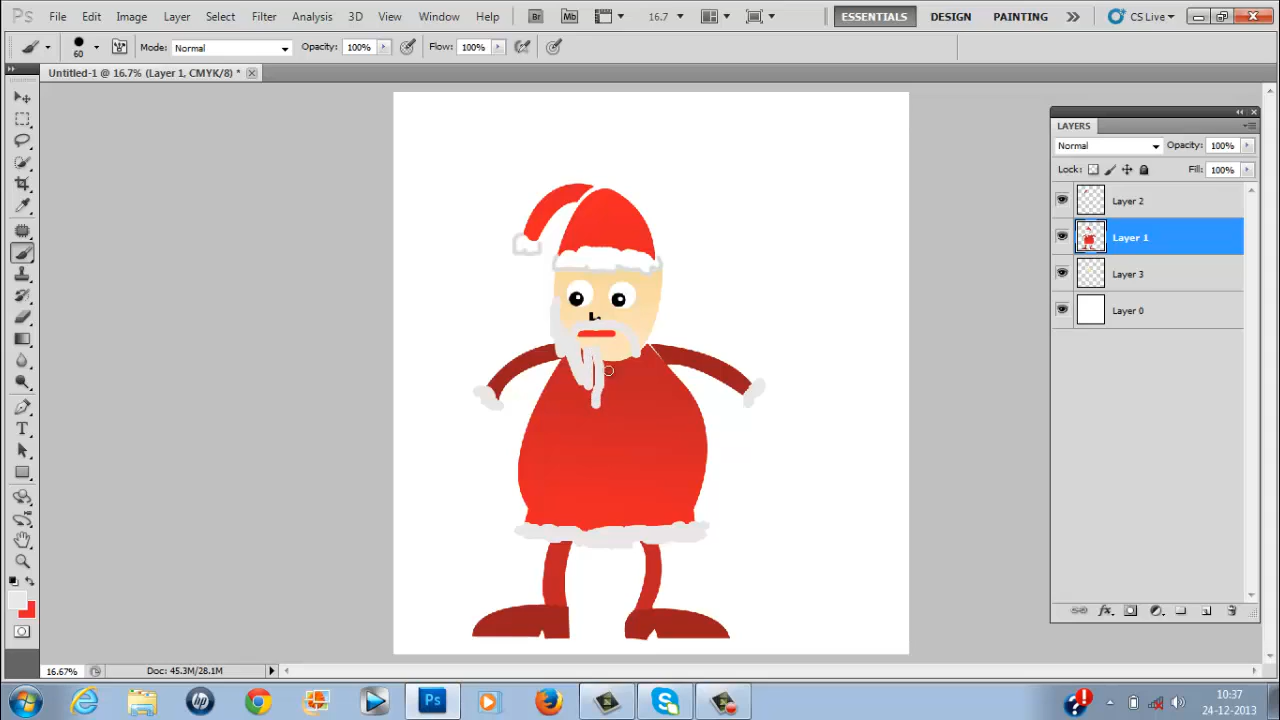 Ps File Edit Image Layer Select Filter Analysis 3D View Window Help Br Mb 16.7 ESSENTIALS DESIGN PAINTING CS Live
60 Mode: Normal Opacity: 100% Flow: 100%
Untitled-1 @ 16.7% (Layer 1, CMYK/8) *
LAYERS
Normal Opacity: 100%
Lock: Fill: 100%
Layer 2
Layer 1
Layer 3
Layer 0
T
fx
16.67% Doc: 45.3M/28.1M
hp Ps S ?
10:37
24-12-2013